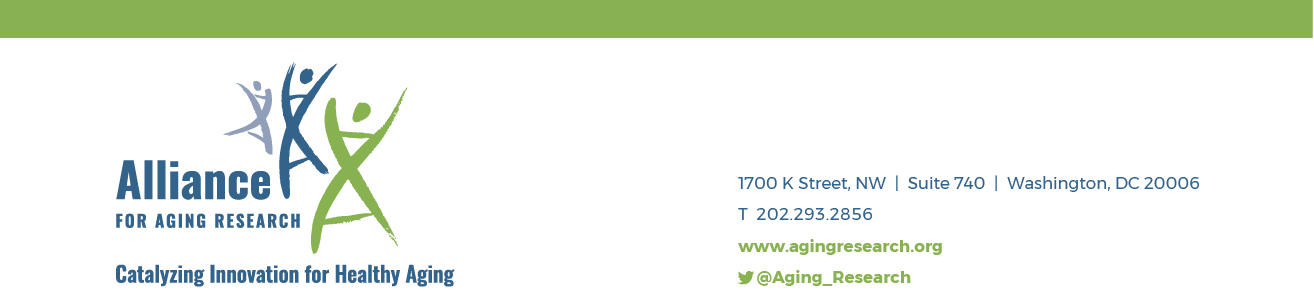 Alliance
FOR AGING RESEARCH
Catalyzing Innovation for Healthy Aging
1700 K Street, NW | Suite 740 | Washington, DC 20006
T 202.293.2856
www.agingresearch.org
@Aging_Research